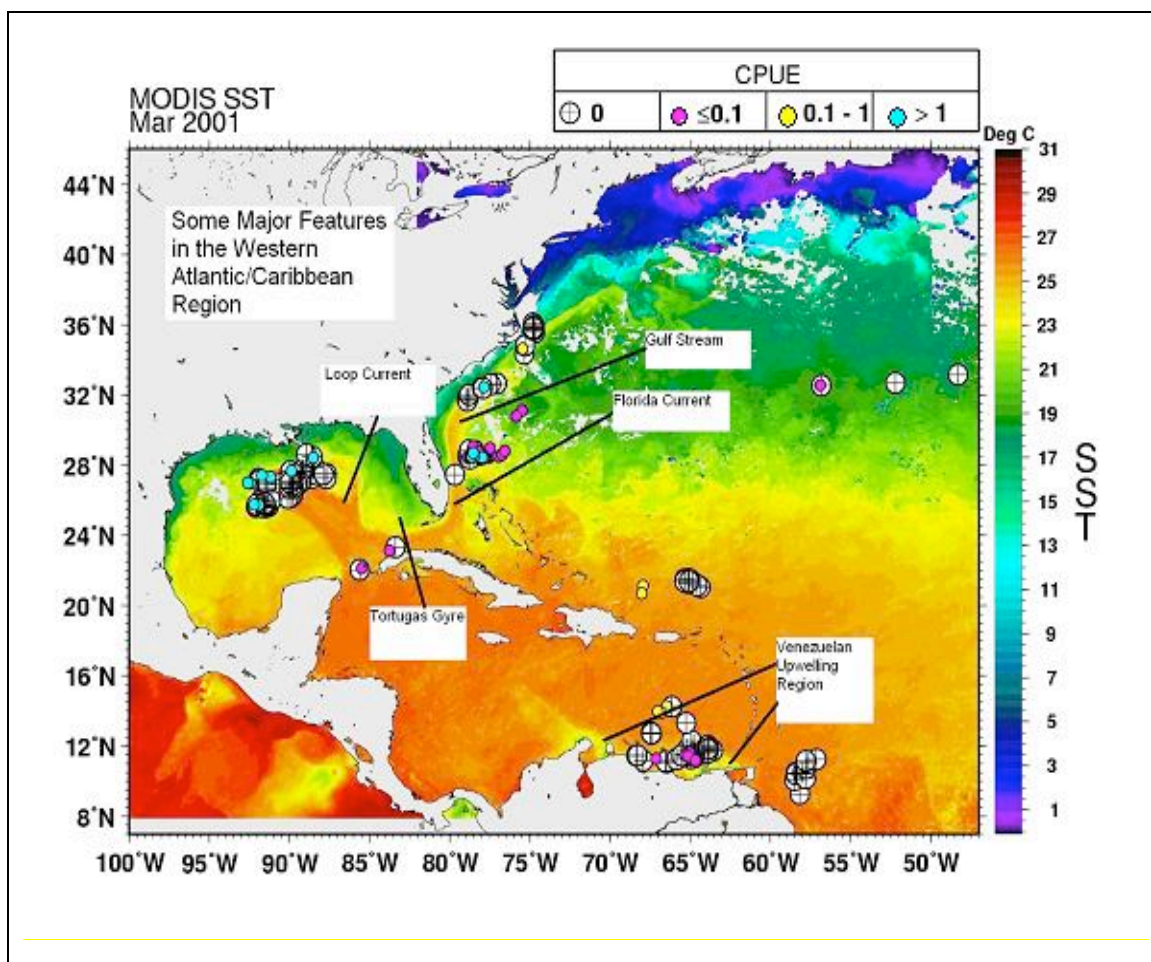 CPUE
⊕ 0
≤0.1
0.1 - 1
> 1
MODIS SST
Mar 2001
Deg C
31
29
27
25
23
21
19
17
15
13
11
9
7
5
3
1
SST
44°N
40°N
36°N
32°N
28°N
24°N
20°N
16°N
12°N
8°N
Some Major Features
in the Western
Atlantic/Caribbean
Region
Gulf Stream
Loop Current
Florida Current
Tortugas Gyre
Venezuelan
Upwelling
Region
100°W 95°W 90°W 85°W 80°W 75°W 70°W 65°W 60°W 55°W 50°W